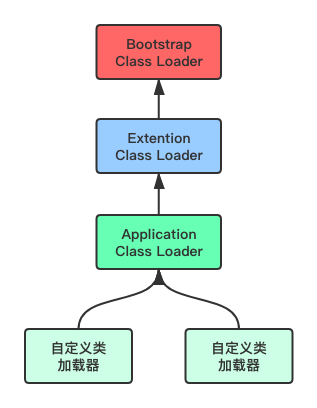 Bootstrap
Class Loader
Extention
Class Loader
Application
Class Loader
自定义类
加载器
自定义类
加载器